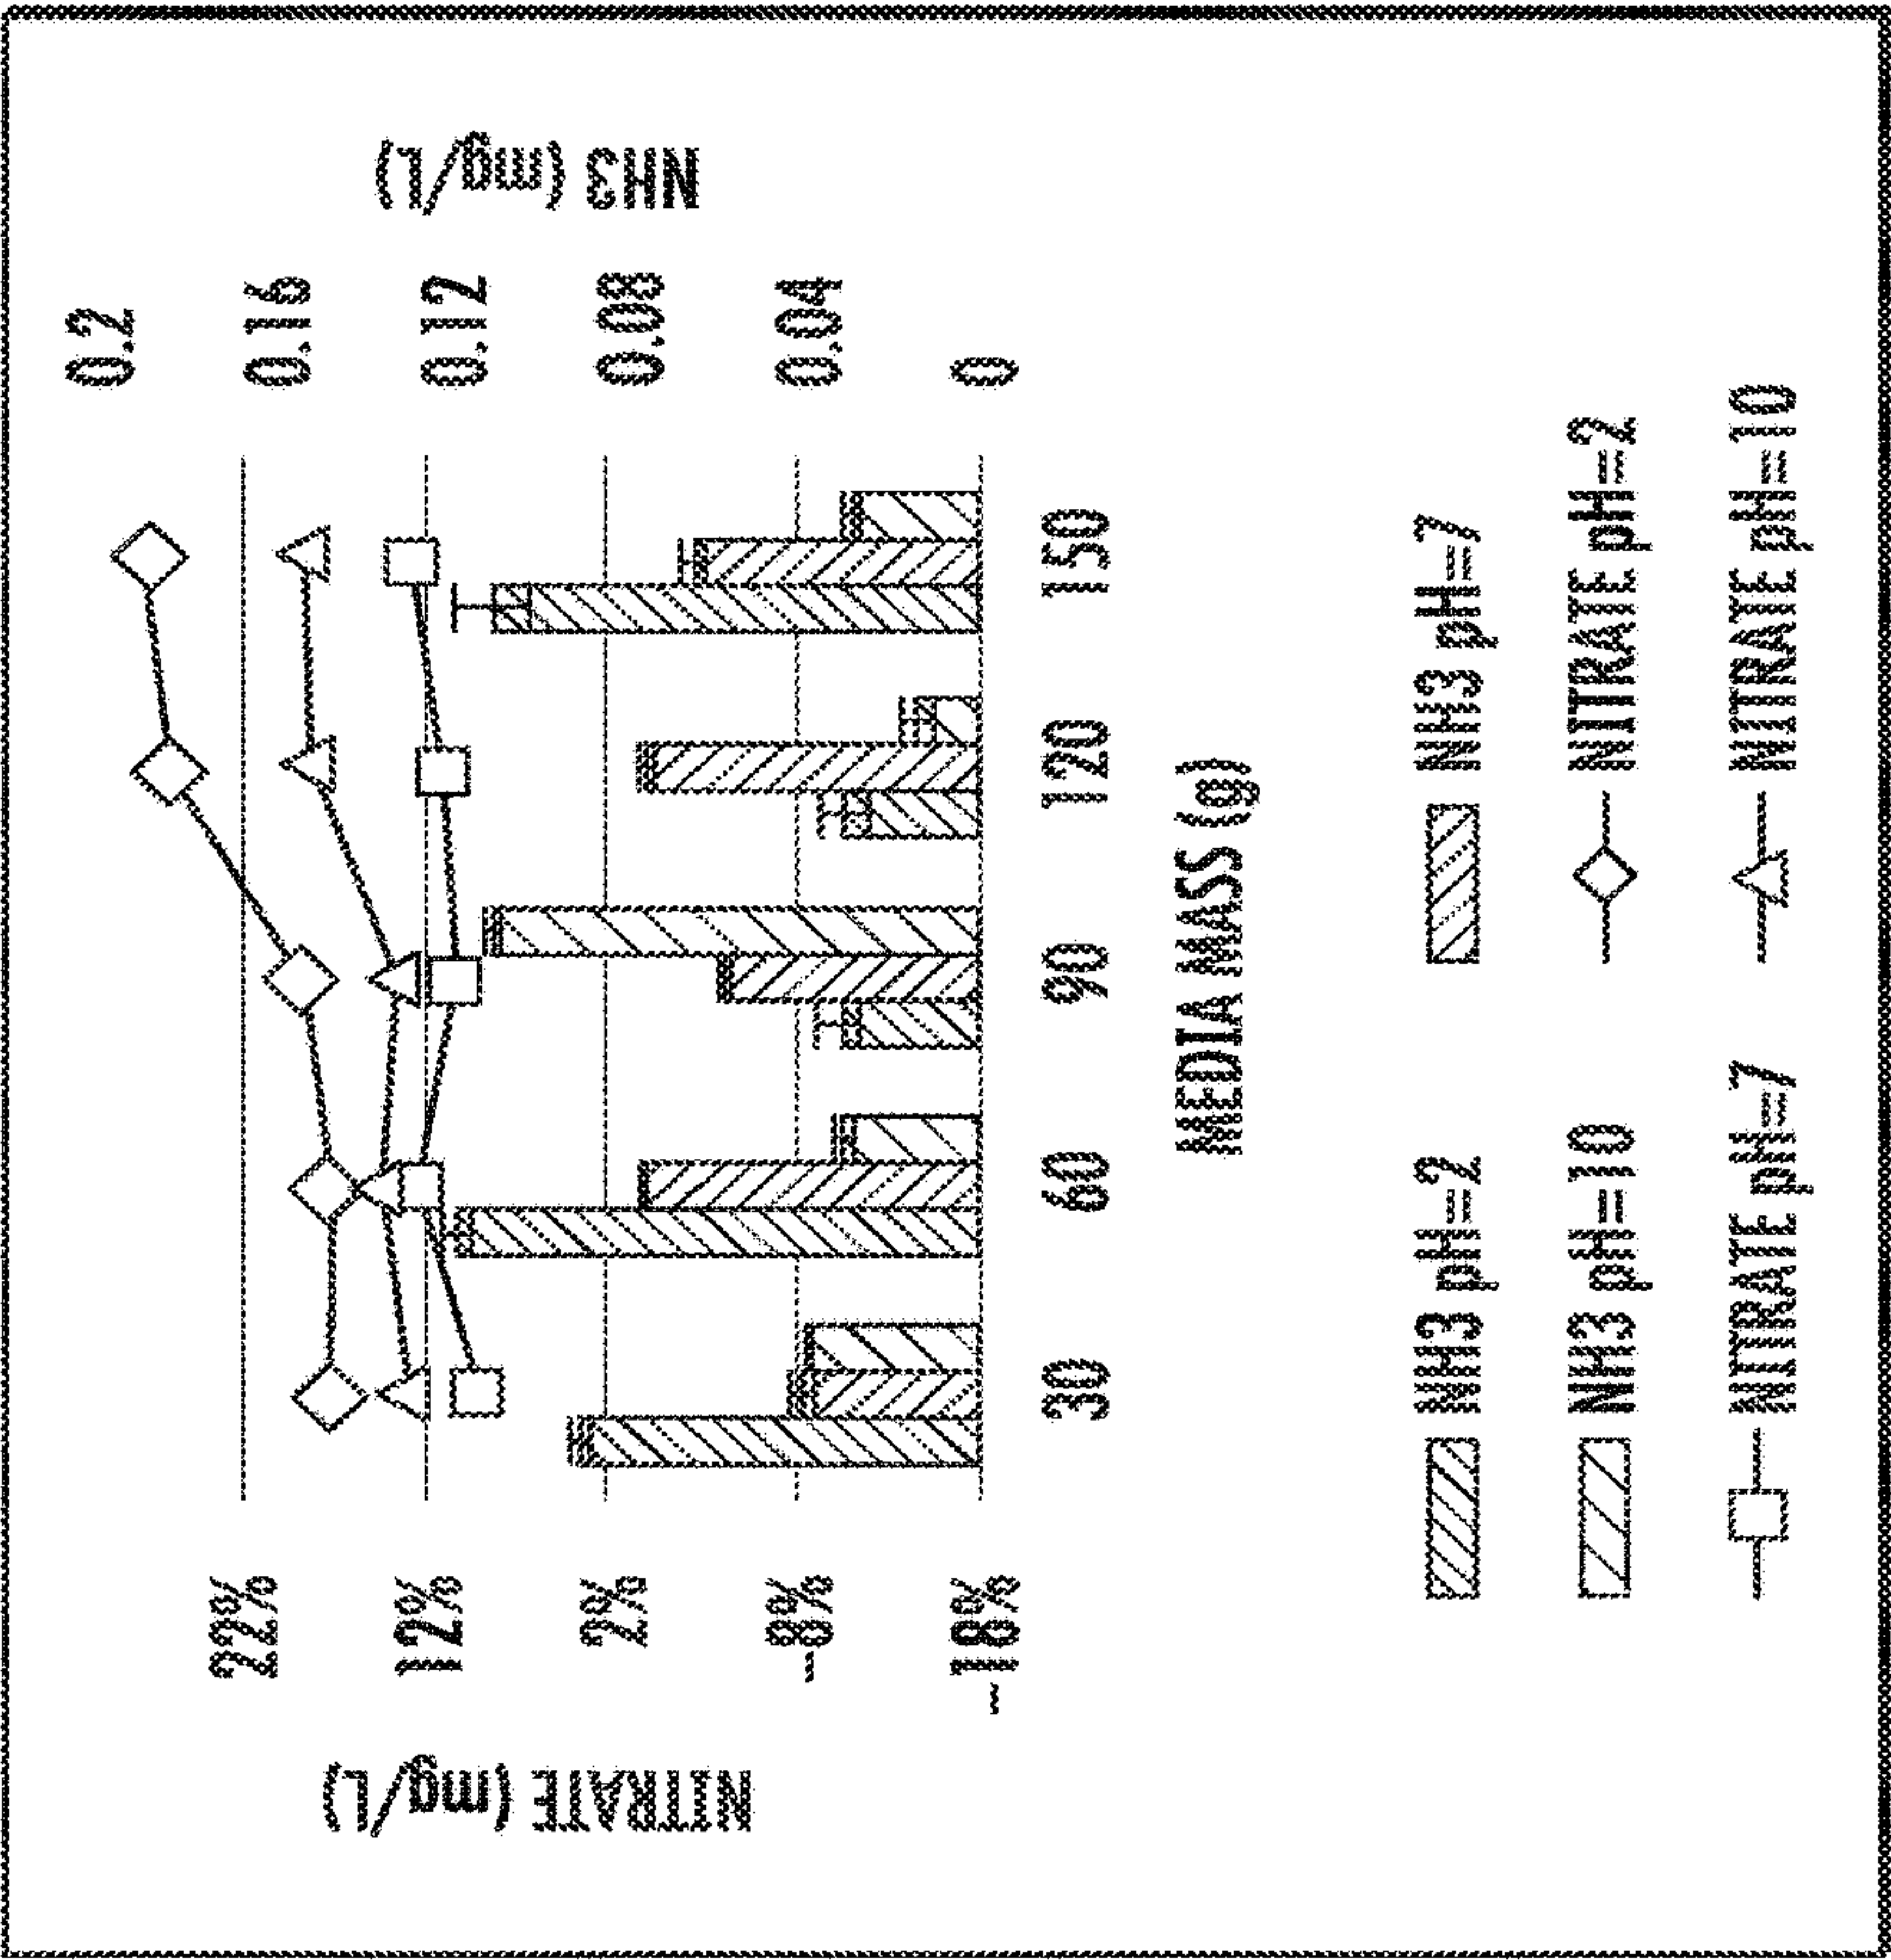 NITRATE (mg/L)
22%
12%
2%
-8%
-18%
0.2
0.16
0.12
0.08
0.04
0
NH3 (mg/L)
30 60 90 120 150
MEDIA MASS (g)
NH3 pH=2 NH3 pH=7
NH3 pH=10 NITRATE pH=2
NITRATE pH=7 NITRATE pH=10